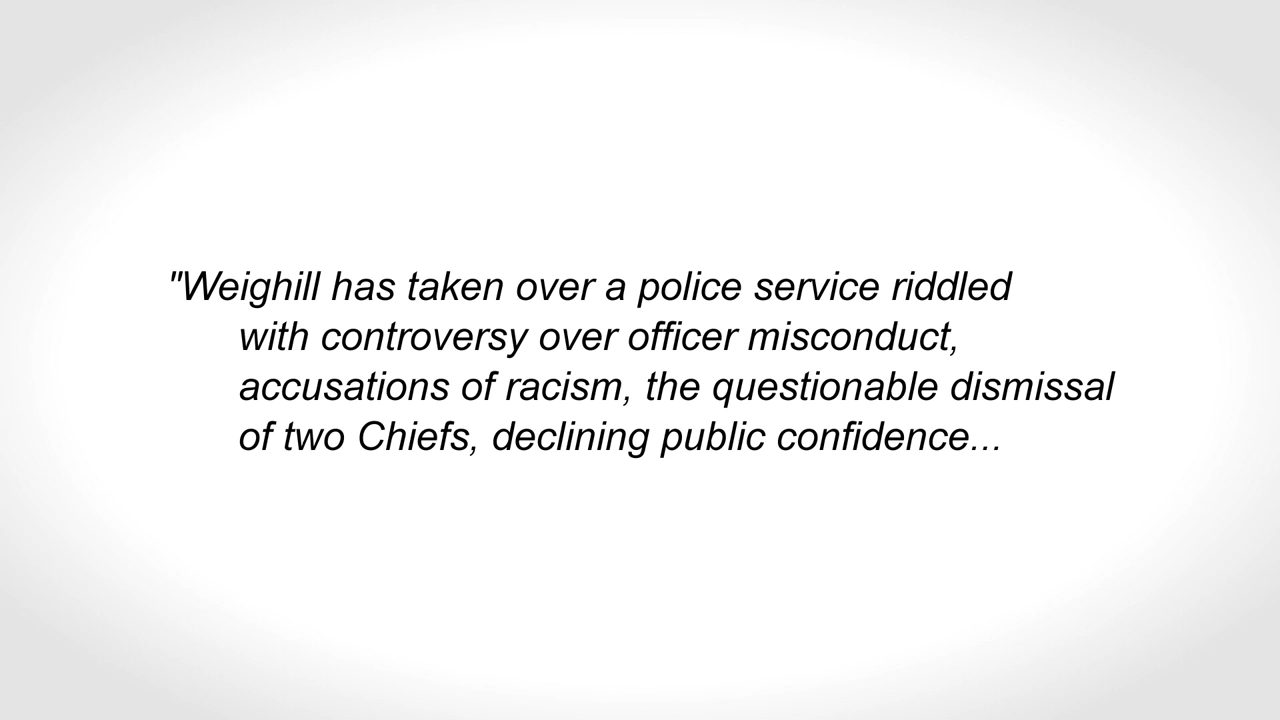 "Weighill has taken over a police service riddled
with controversy over officer misconduct,
accusations of racism, the questionable dismissal
of two Chiefs, declining public confidence...